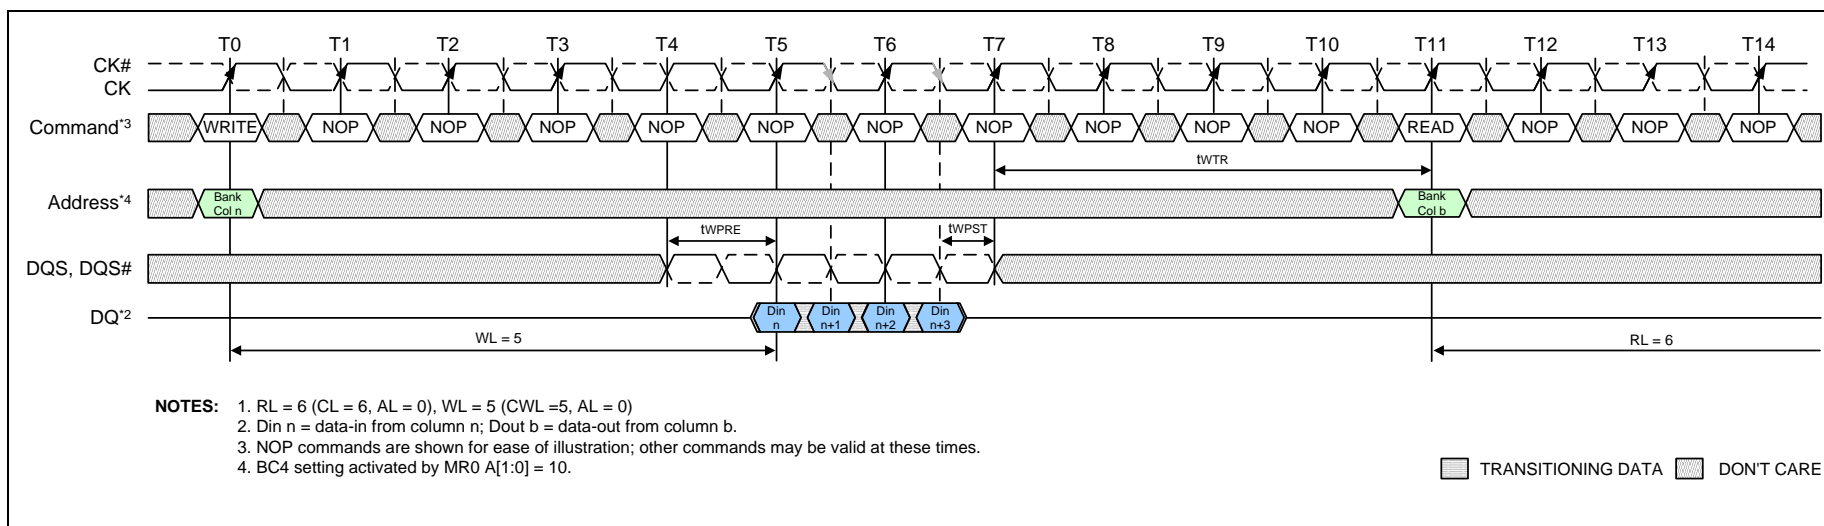 T0 T1 T2 T3 T4 T5 T6 T7 T8 T9 T10 T11 T12 T13 T14
CK#
CK
Command*3 WRITE NOP NOP NOP NOP NOP NOP NOP NOP NOP NOP READ NOP NOP NOP
tWTR
Address*4 Bank Col n Bank Col b
tWPRE tWPST
DQS, DQS#
DQ*2 Din n Din n+1 Din n+2 Din n+3
WL = 5 RL = 6
NOTES: 1. RL = 6 (CL = 6, AL = 0), WL = 5 (CWL =5, AL = 0)
2. Din n = data-in from column n; Dout b = data-out from column b.
3. NOP commands are shown for ease of illustration; other commands may be valid at these times.
4. BC4 setting activated by MR0 A[1:0] = 10.
TRANSITIONING DATA DON'T CARE